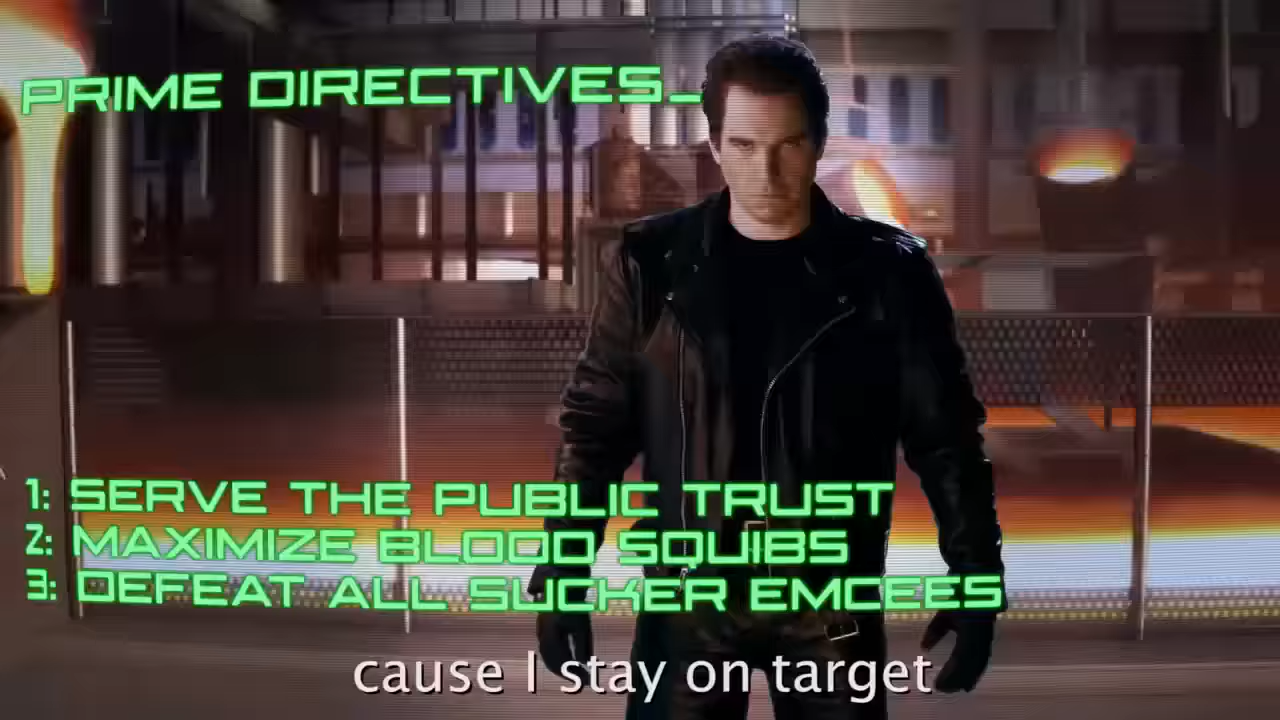 PRIME DIRECTIVES_
1: SERVE THE PUBLIC TRUST
2: MAXIMIZE BLOOD SQUIBS
3: DEFEAT ALL SUCKER EMCEES
cause I stay on target